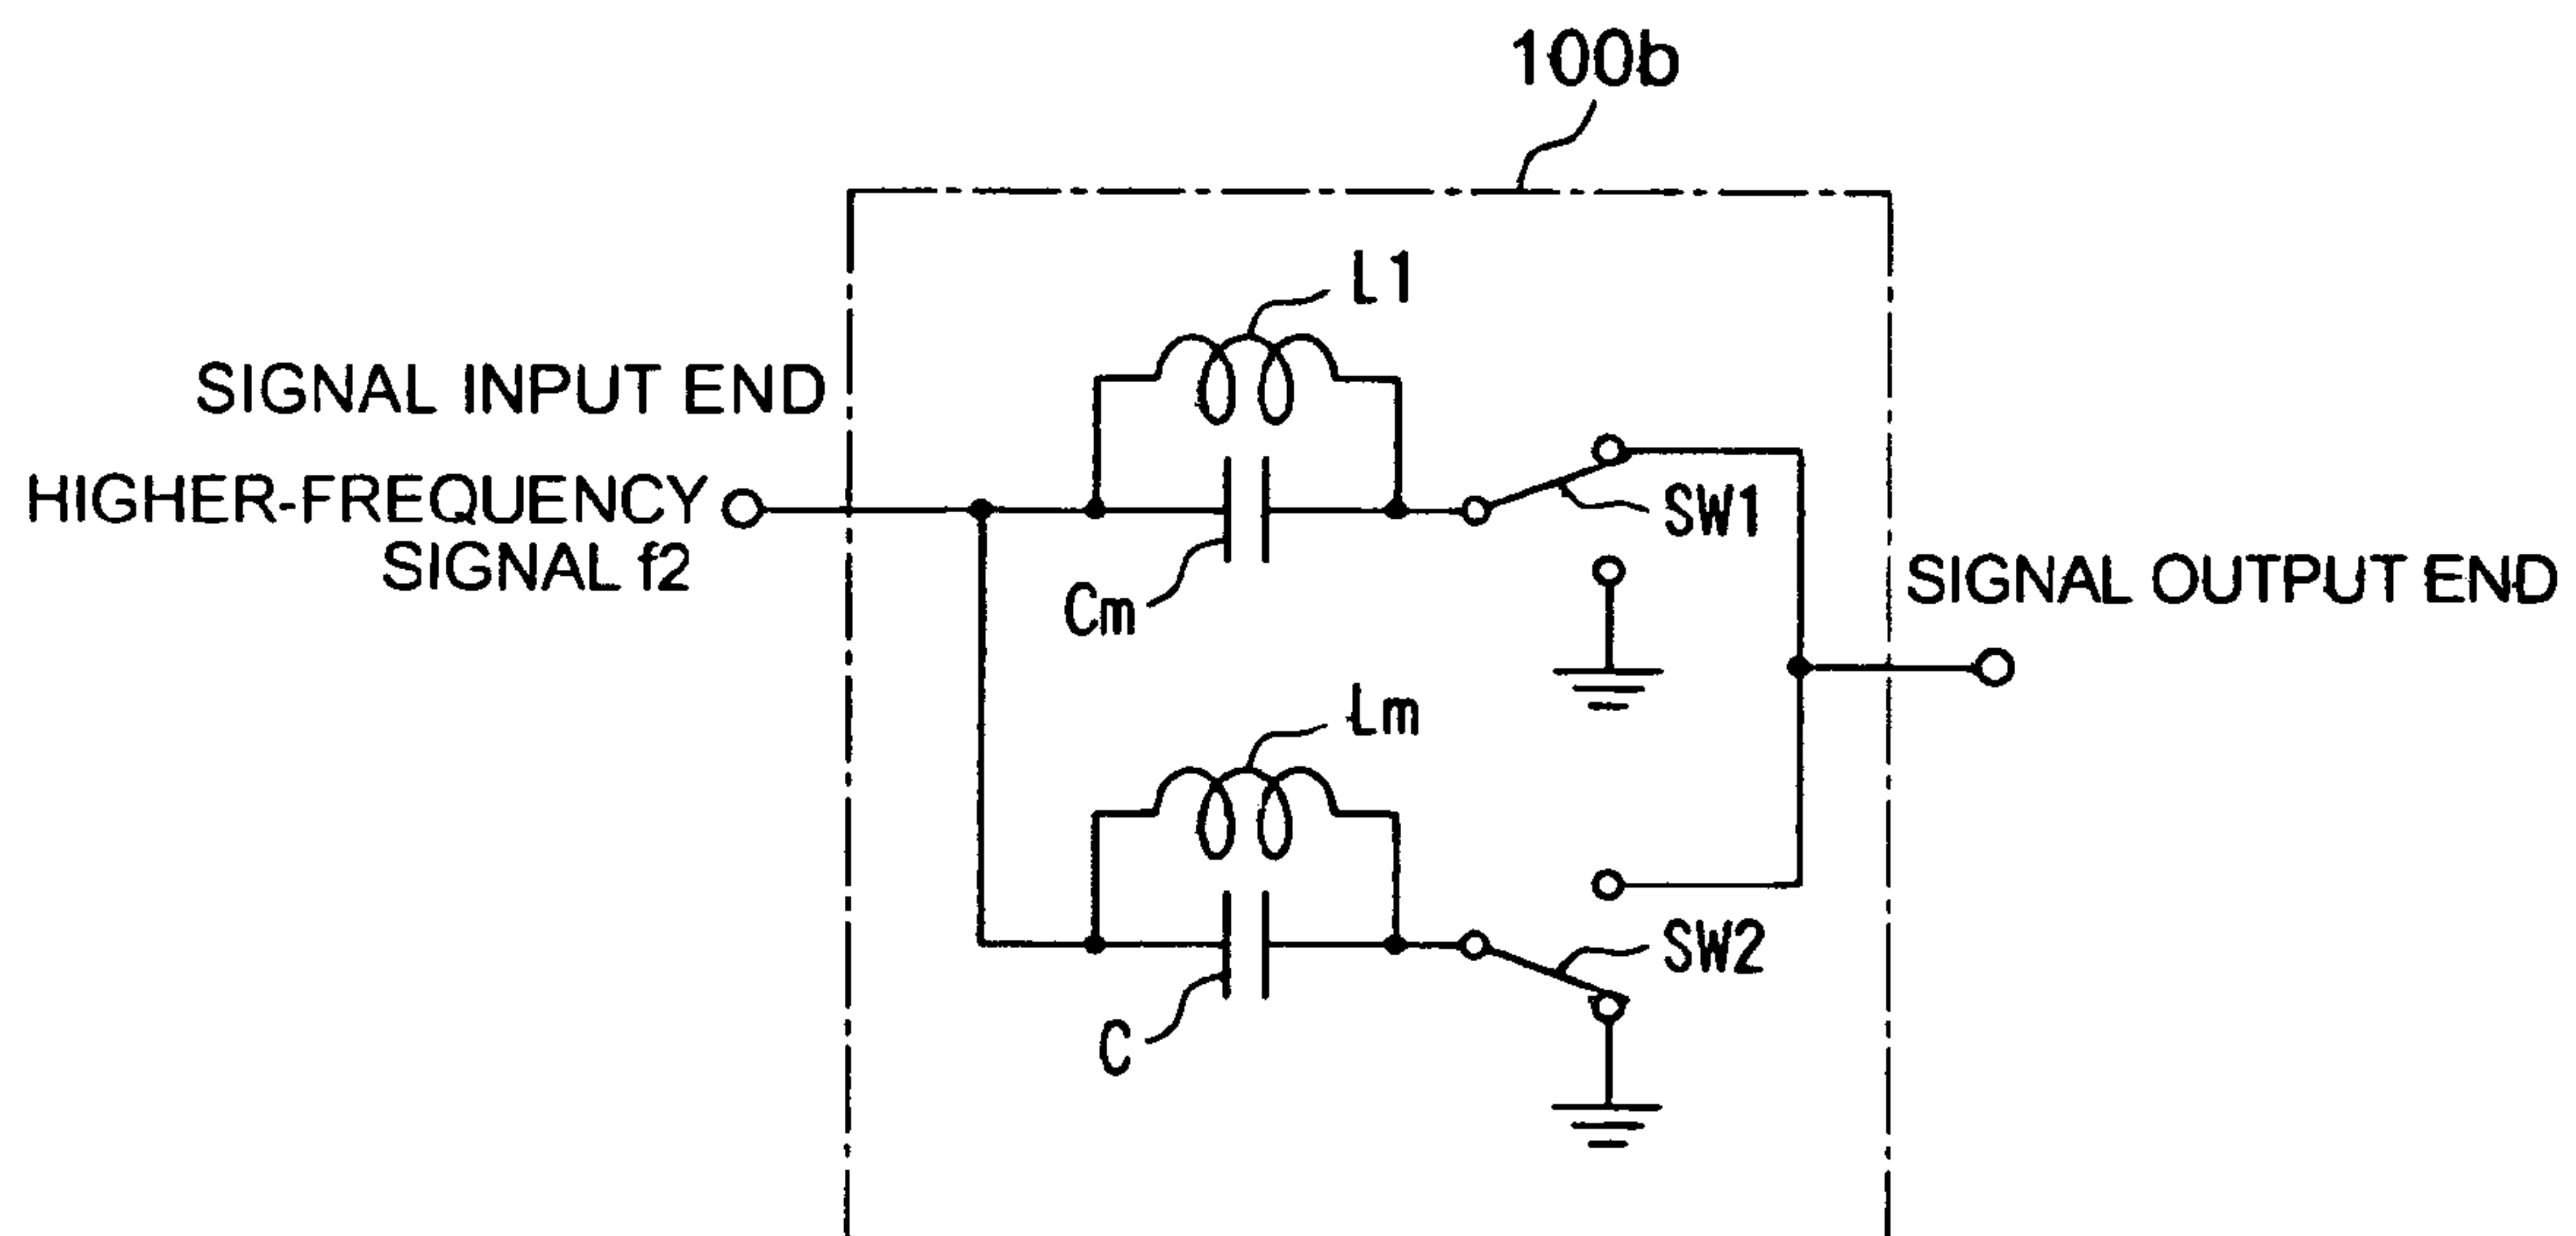 100b
L1
SIGNAL INPUT END
HIGHER-FREQUENCY
SIGNAL f2
SW1
Cm
SIGNAL OUTPUT END
Lm
SW2
C